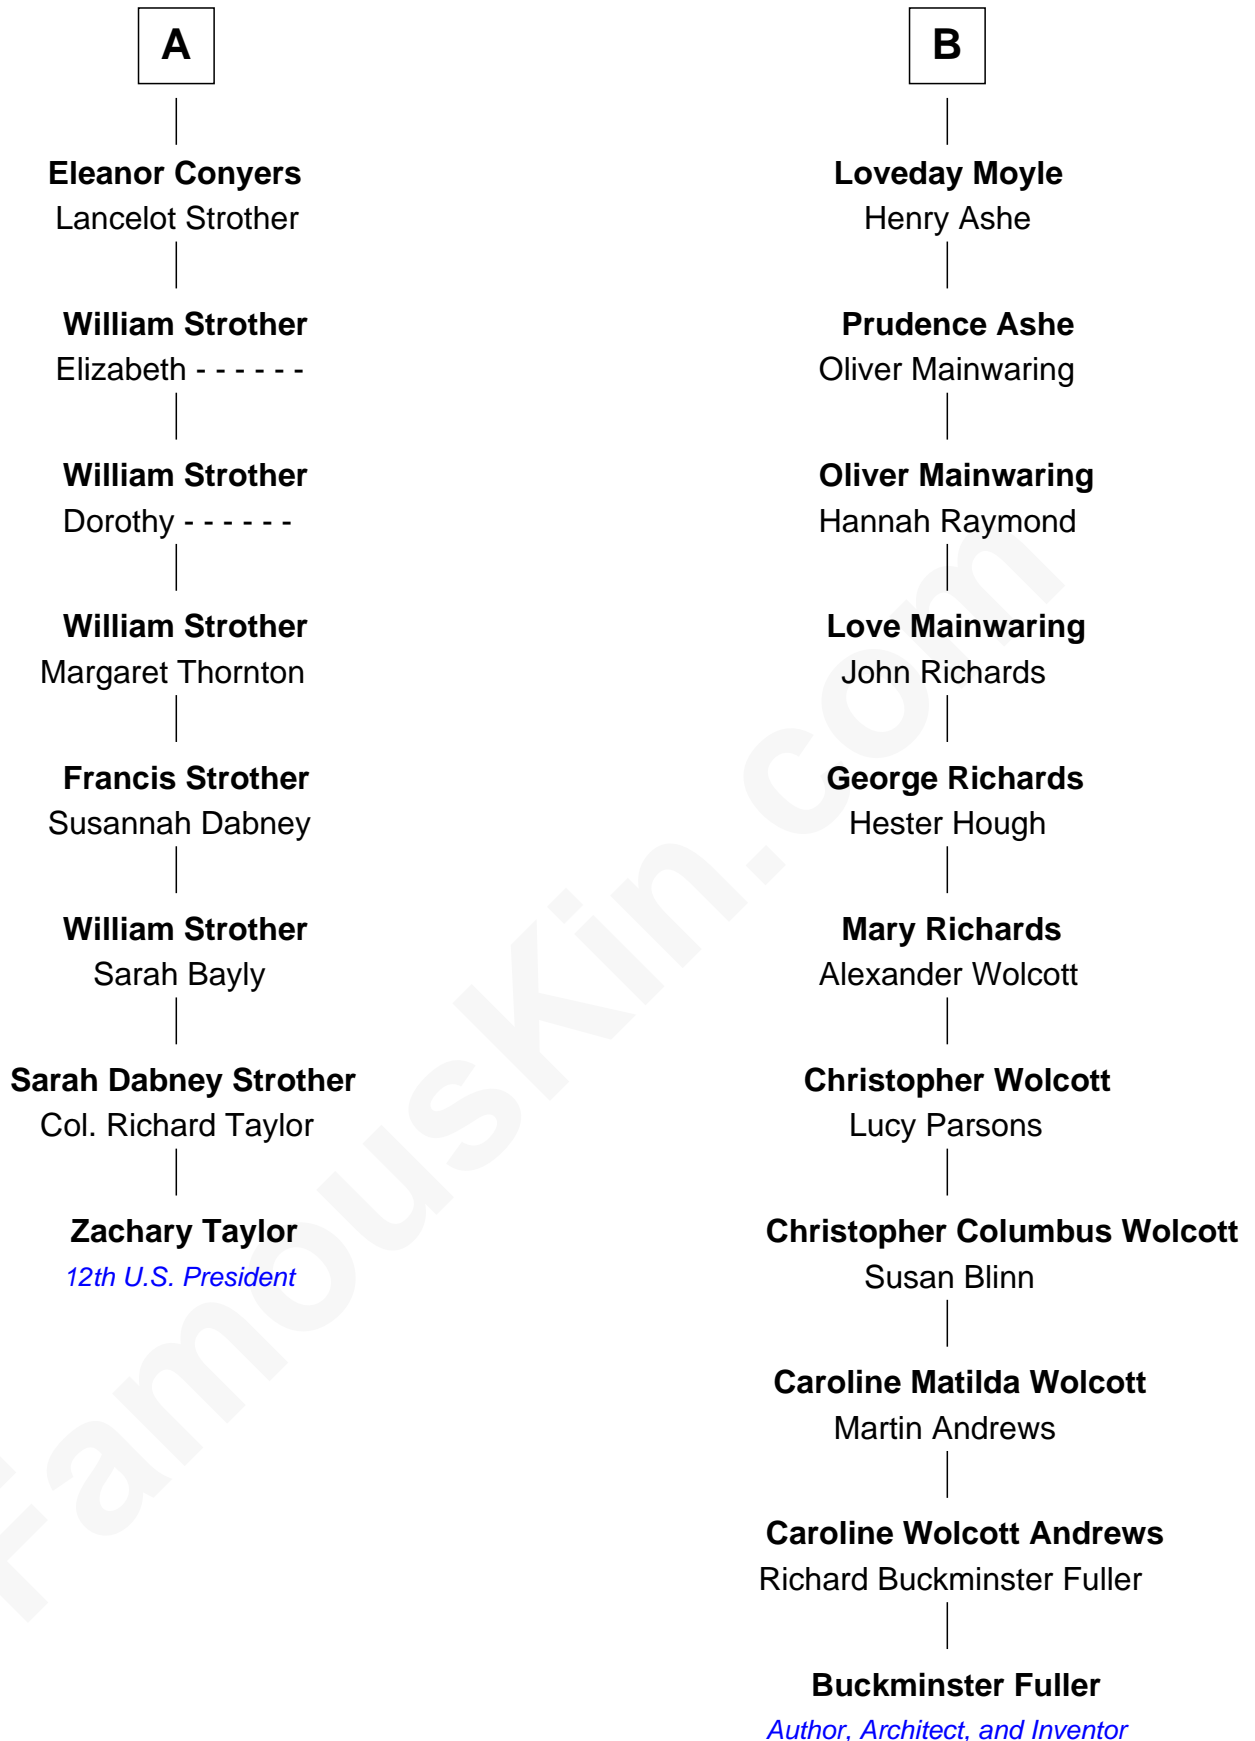 A
Eleanor Conyers
Lancelot Strother
William Strother
Elizabeth - - - - - -
William Strother
Dorothy - - - - - -
William Strother
Margaret Thornton
Francis Strother
Susannah Dabney
William Strother
Sarah Bayly
Sarah Dabney Strother
Col. Richard Taylor
Zachary Taylor
12th U.S. President
B
Loveday Moyle
Henry Ashe
Prudence Ashe
Oliver Mainwaring
Oliver Mainwaring
Hannah Raymond
Love Mainwaring
John Richards
George Richards
Hester Hough
Mary Richards
Alexander Wolcott
Christopher Wolcott
Lucy Parsons
Christopher Columbus Wolcott
Susan Blinn
Caroline Matilda Wolcott
Martin Andrews
Caroline Wolcott Andrews
Richard Buckminster Fuller
Buckminster Fuller
Author, Architect, and Inventor
FamousKin.com